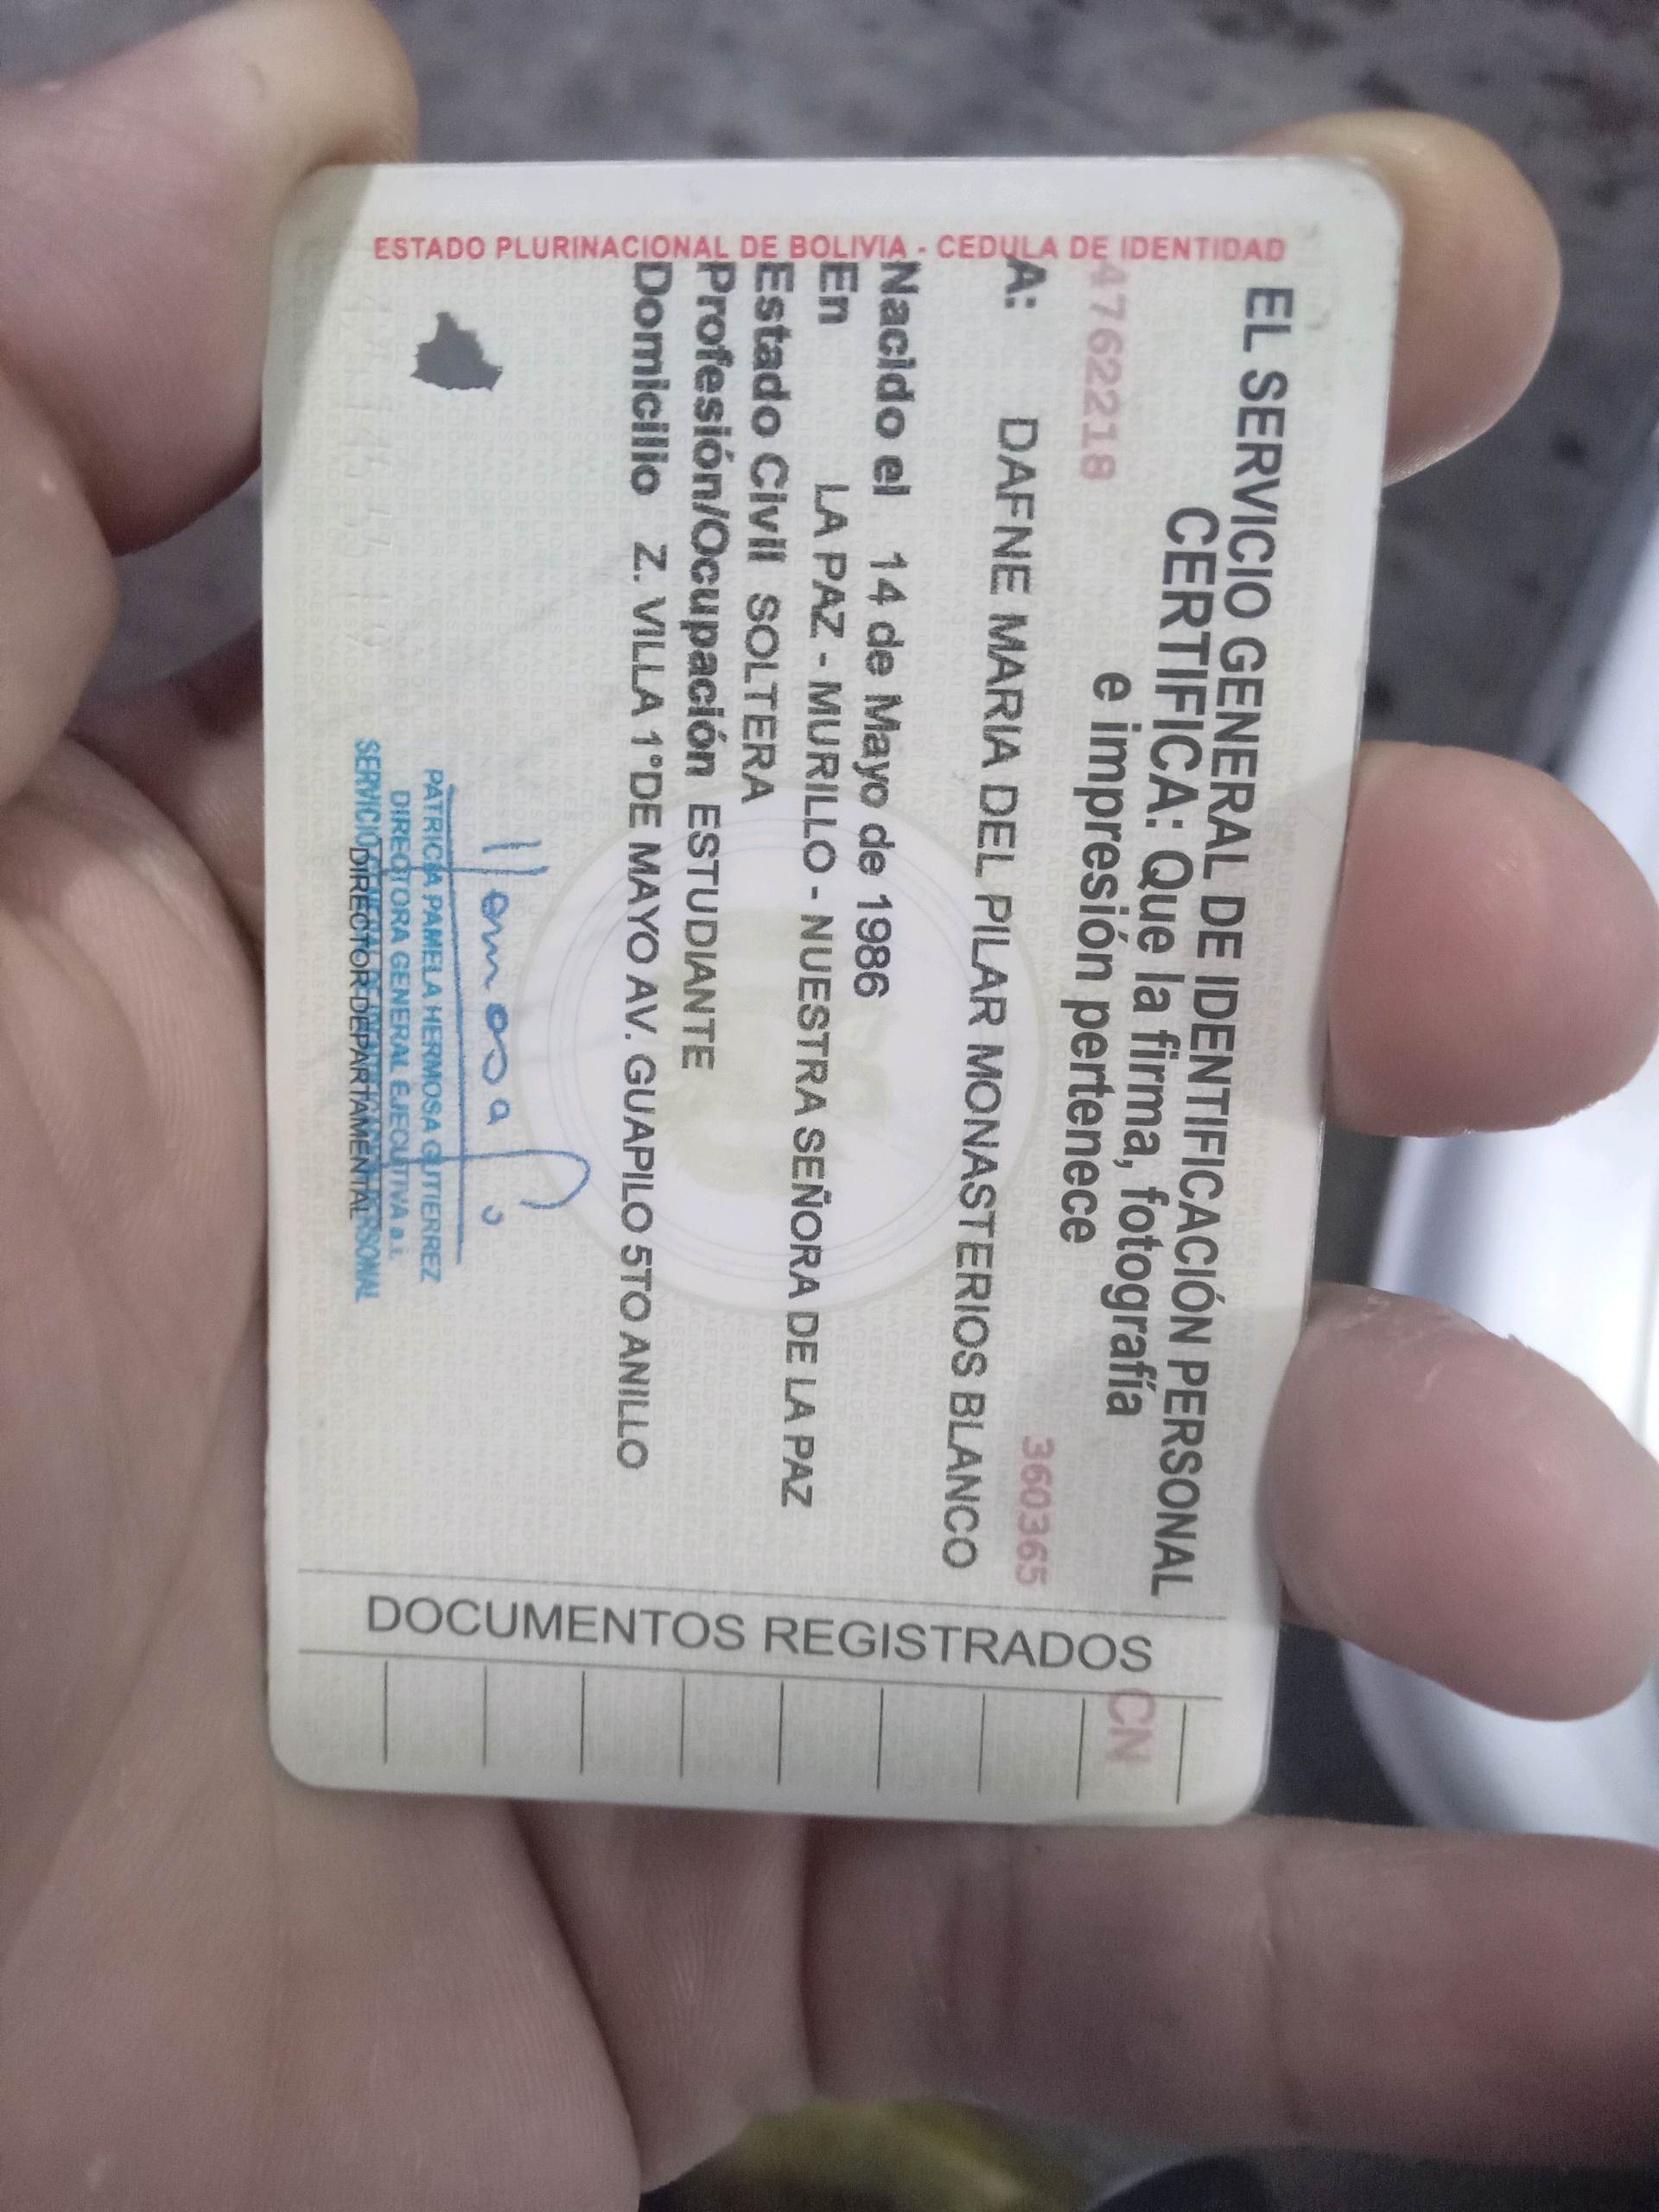 ESTADO PLURINACIONAL DE BOLIVIA - CEDULA DE IDENTIDAD
EL SERVICIO GENERAL DE IDENTIFICACIÓN PERSONAL
CERTIFICA: Que la firma, fotografía
e impresión pertenece
4762218
360365
A: DAFNE MARIA DEL PILAR MONASTERIOS BLANCO
Nacido el 14 de Mayo de 1986
En LA PAZ - MURILLO - NUESTRA SEÑORA DE LA PAZ
Estado Civil SOLTERA
Profesión/Ocupación ESTUDIANTE
Domicilio Z. VILLA 1°DE MAYO AV. GUAPILO 5TO ANILLO
PATRICIA PAMELA HERMOSA GUTIERREZ
DIRECTORA GENERAL EJECUTIVA a.i.
SERVICIO PERSONAL
DIRECTOR DEPARTAMENTAL
DOCUMENTOS REGISTRADOS
CN